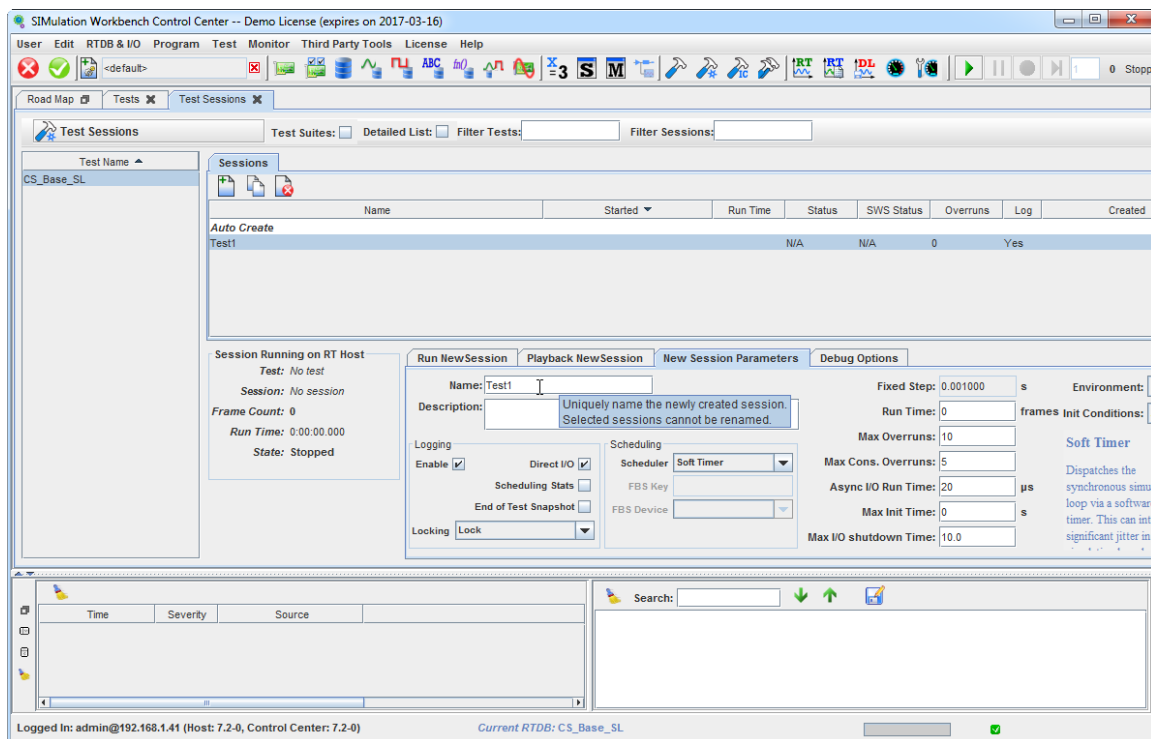 SIMulation Workbench Control Center -- Demo License (expires on 2017-03-16)
User Edit RTDB & I/O Program Test Monitor Third Party Tools License Help
<default> ABC f(t) X=3 S M IC RT RT DL 1 0 Stopp
Road Map Tests Test Sessions
Test Sessions Test Suites: Detailed List: Filter Tests: Filter Sessions:
Test Name
CS_Base_SL
Sessions
Name Started Run Time Status SWS Status Overruns Log Created
Auto Create
Test1 N/A N/A 0 Yes
Session Running on RT Host
Test: No test
Session: No session
Frame Count: 0
Run Time: 0:00:00.000
State: Stopped
Run NewSession Playback NewSession New Session Parameters Debug Options
Name: Test1
Description:
Uniquely name the newly created session.
Selected sessions cannot be renamed.
Logging
Enable Direct I/O
Scheduling Stats
End of Test Snapshot
Locking Lock
Scheduling
Scheduler Soft Timer
FBS Key
FBS Device
Fixed Step: 0.001000 s
Run Time: 0 frames
Max Overruns: 10
Max Cons. Overruns: 5
Async I/O Run Time: 20 µs
Max Init Time: 0 s
Max I/O shutdown Time: 10.0
Environment:
Init Conditions:
Soft Timer
Dispatches the
synchronous simu
loop via a softwar
timer. This can int
significant jitter in
Time Severity Source
Search:
Logged In: admin@192.168.1.41 (Host: 7.2-0, Control Center: 7.2-0) Current RTDB: CS_Base_SL